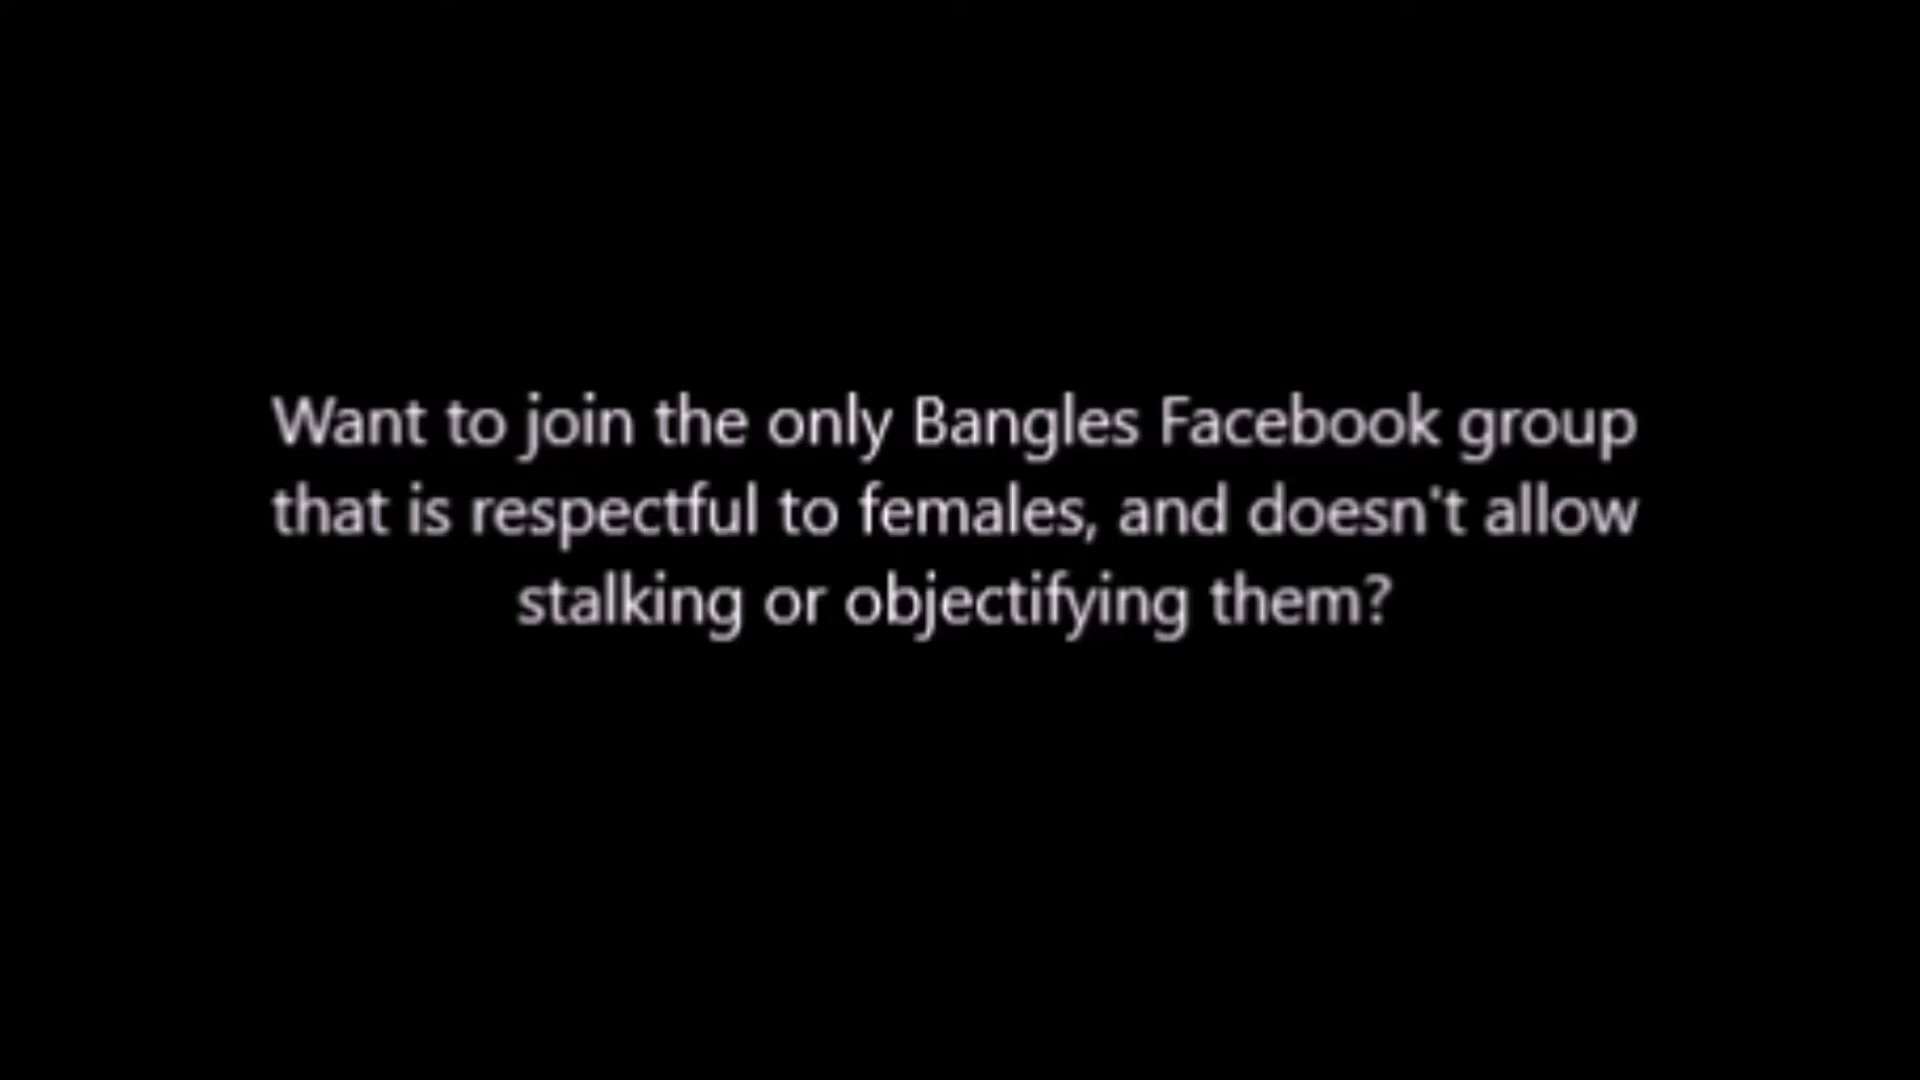 Want to join the only Bangles Facebook group
that is respectful to females, and doesn't allow
stalking or objectifying them?